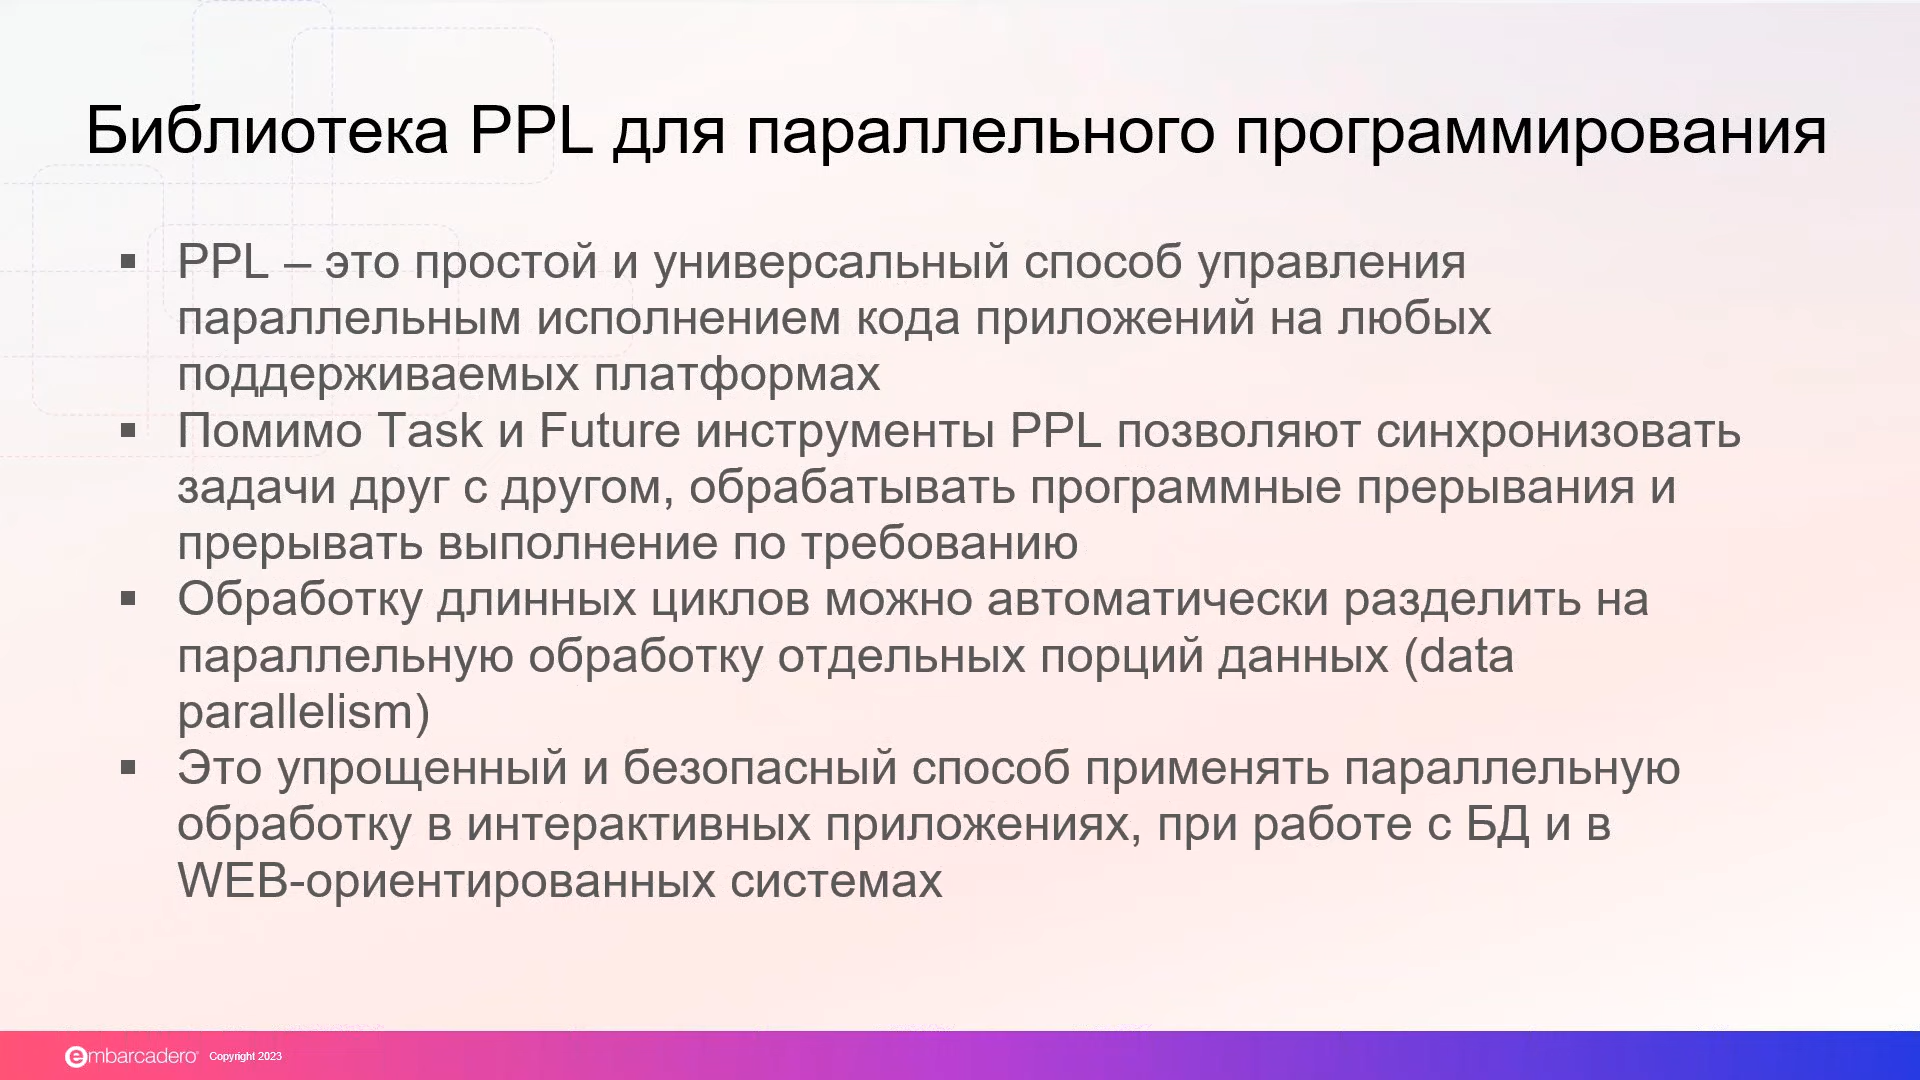 Библиотека PPL для параллельного программирования
▪ PPL – это простой и универсальный способ управления
параллельным исполнением кода приложений на любых
поддерживаемых платформах
▪ Помимо Task и Future инструменты PPL позволяют синхронизовать
задачи друг с другом, обрабатывать программные прерывания и
прерывать выполнение по требованию
▪ Обработку длинных циклов можно автоматически разделить на
параллельную обработку отдельных порций данных (data
parallelism)
▪ Это упрощенный и безопасный способ применять параллельную
обработку в интерактивных приложениях, при работе с БД и в
WEB-ориентированных системах
embarcadero Copyright 2023